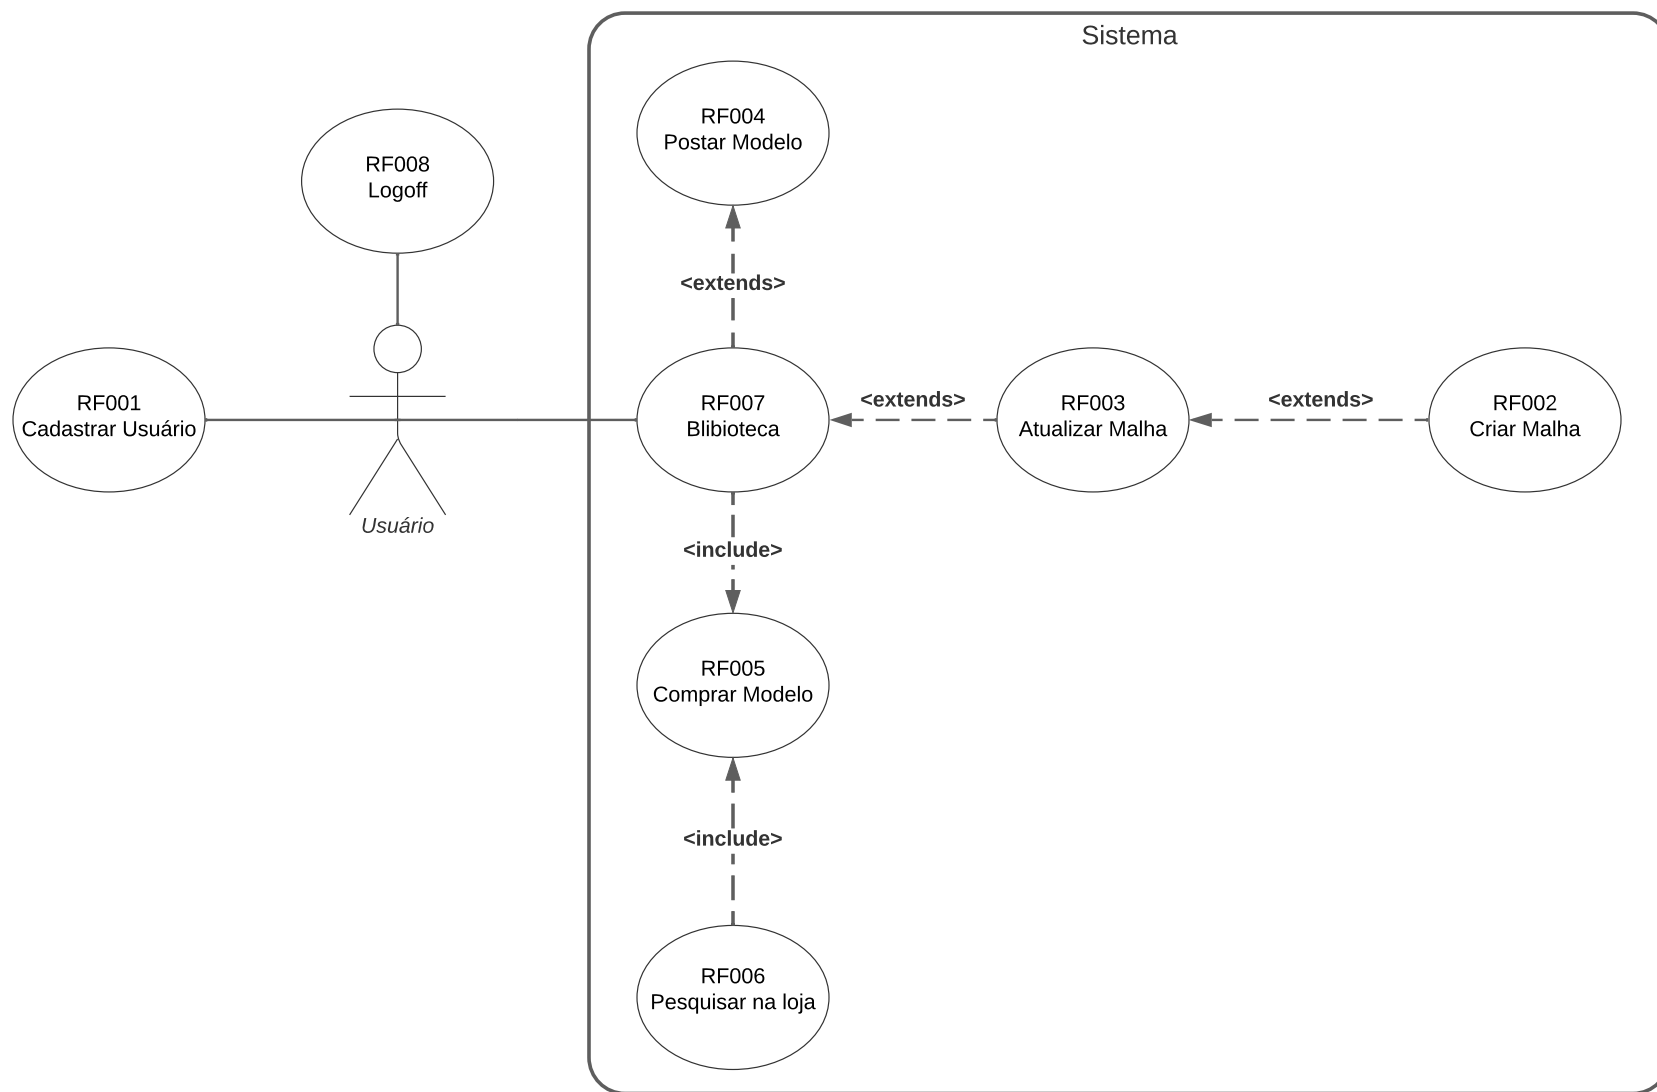 Sistema
RF004
Postar Modelo
RF008
Logoff
<extends>
RF001
Cadastrar Usuário
RF007
Blibioteca
<extends>
RF003
Atualizar Malha
<extends>
RF002
Criar Malha
Usuário
<include>
RF005
Comprar Modelo
<include>
RF006
Pesquisar na loja